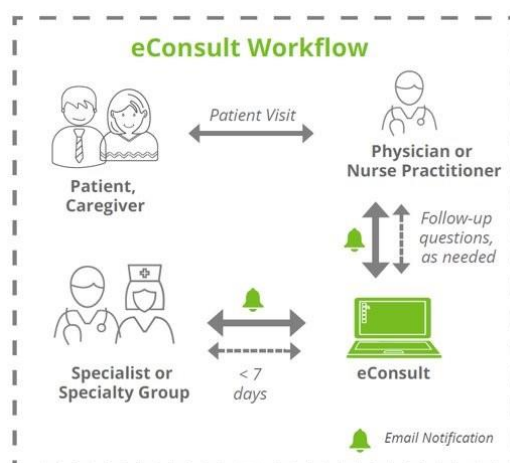 eConsult Workflow
Patient Visit
Patient,
Caregiver
Physician or
Nurse Practitioner
Follow-up
questions,
as needed
Specialist or
Specialty Group
< 7
days
eConsult
Email Notification